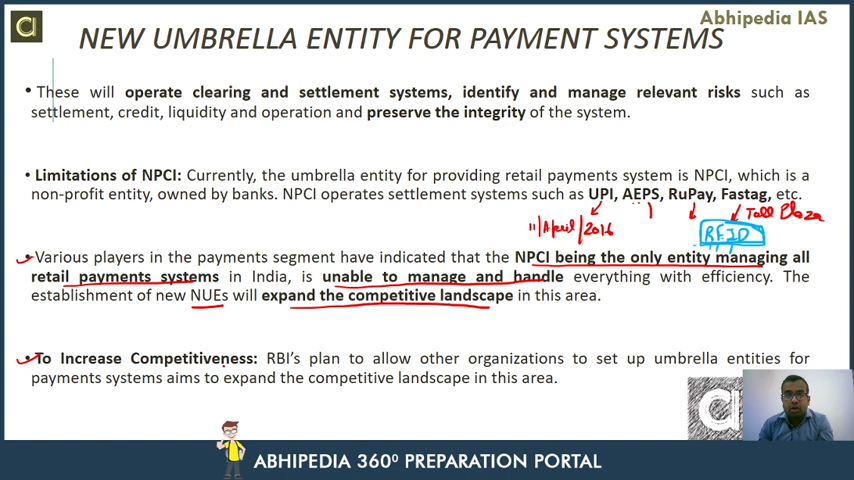 Abhipedia IAS
NEW UMBRELLA ENTITY FOR PAYMENT SYSTEMS
• These will operate clearing and settlement systems, identify and manage relevant risks such as
settlement, credit, liquidity and operation and preserve the integrity of the system.
• Limitations of NPCI: Currently, the umbrella entity for providing retail payments system is NPCI, which is a
non-profit entity, owned by banks. NPCI operates settlement systems such as UPI, AEPS, RuPay, Fastag, etc.
11/April/2016
RFID
Toll Plaza
• Various players in the payments segment have indicated that the NPCI being the only entity managing all
retail payments systems in India, is unable to manage and handle everything with efficiency. The
establishment of new NUEs will expand the competitive landscape in this area.
• To Increase Competitiveness: RBI's plan to allow other organizations to set up umbrella entities for
payments systems aims to expand the competitive landscape in this area.
ABHIPEDIA 360⁰ PREPARATION PORTAL